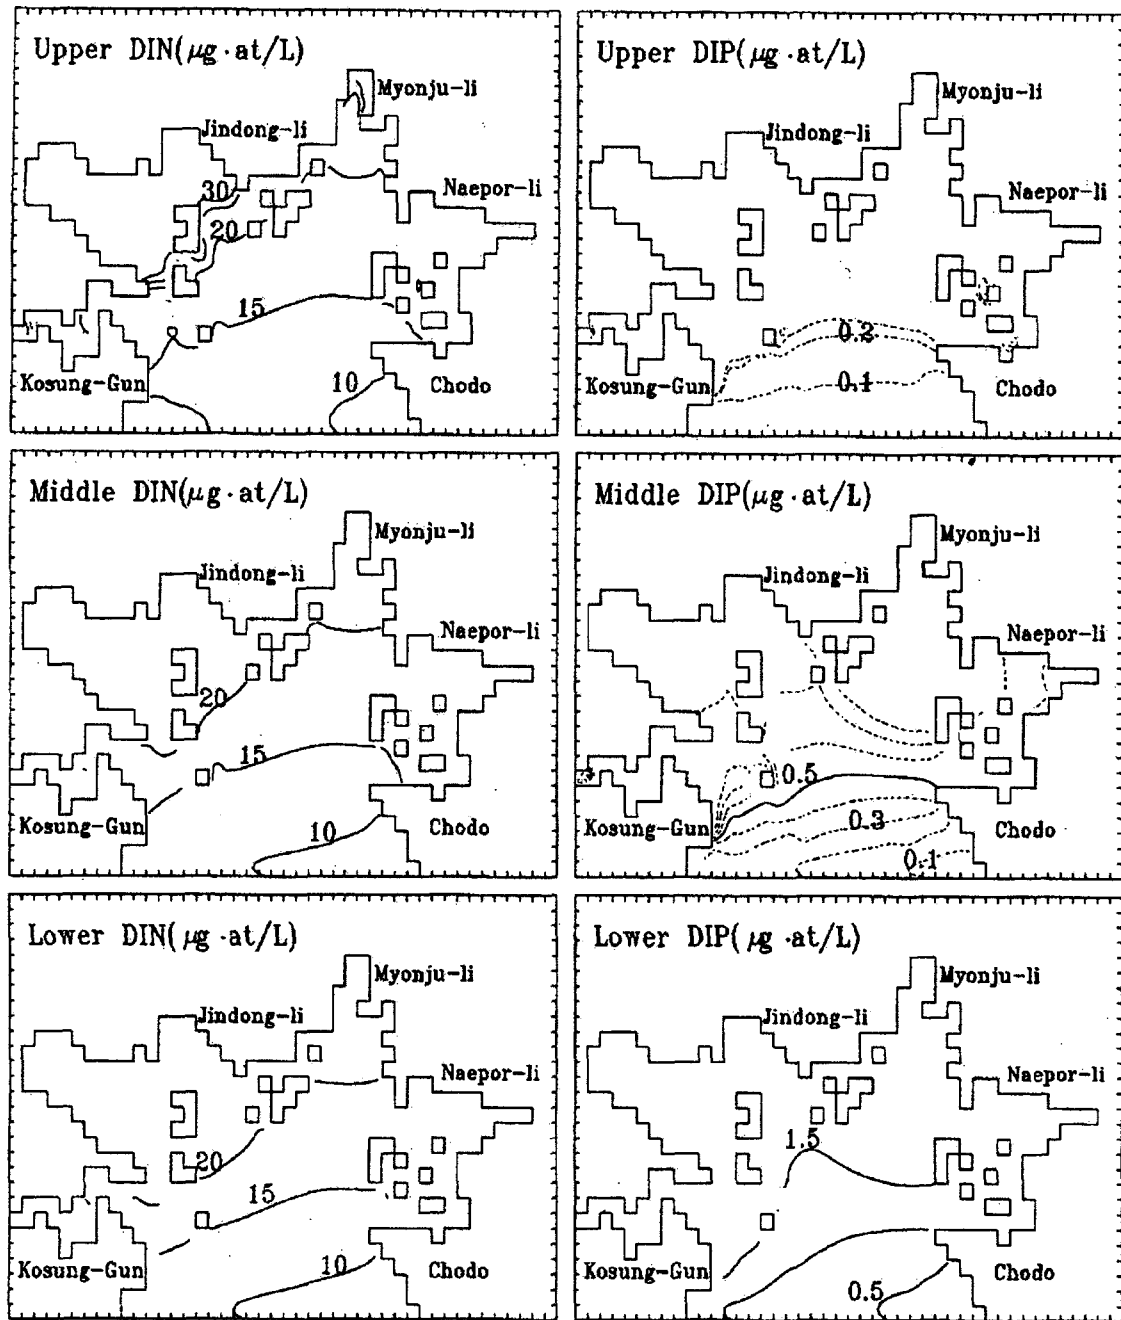 Upper DIN(μg·at/L)
Myonju-li
Jindong-li
Naepor-li
30
20
15
10
Kosung-Gun
Chodo
Upper DIP(μg·at/L)
Myonju-li
Jindong-li
Naepor-li
0.2
0.1
Kosung-Gun
Chodo
Middle DIN(μg·at/L)
Myonju-li
Jindong-li
Naepor-li
20
15
10
Kosung-Gun
Chodo
Middle DIP(μg·at/L)
Myonju-li
Jindong-li
Naepor-li
0.5
0.3
0.1
Kosung-Gun
Chodo
Lower DIN(μg·at/L)
Myonju-li
Jindong-li
Naepor-li
20
15
10
Kosung-Gun
Chodo
Lower DIP(μg·at/L)
Myonju-li
Jindong-li
Naepor-li
1.5
0.5
Kosung-Gun
Chodo